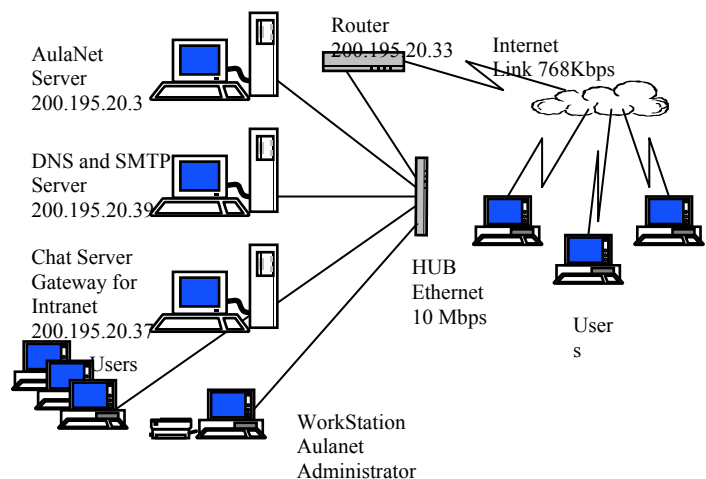 AulaNet
Server
200.195.20.3
DNS and SMTP
Server
200.195.20.39
Chat Server
Gateway for
Intranet
200.195.20.37
Users
Router
200.195.20.33
Internet
Link 768Kbps
HUB
Ethernet
10 Mbps
User
s
WorkStation
Aulanet
Administrator